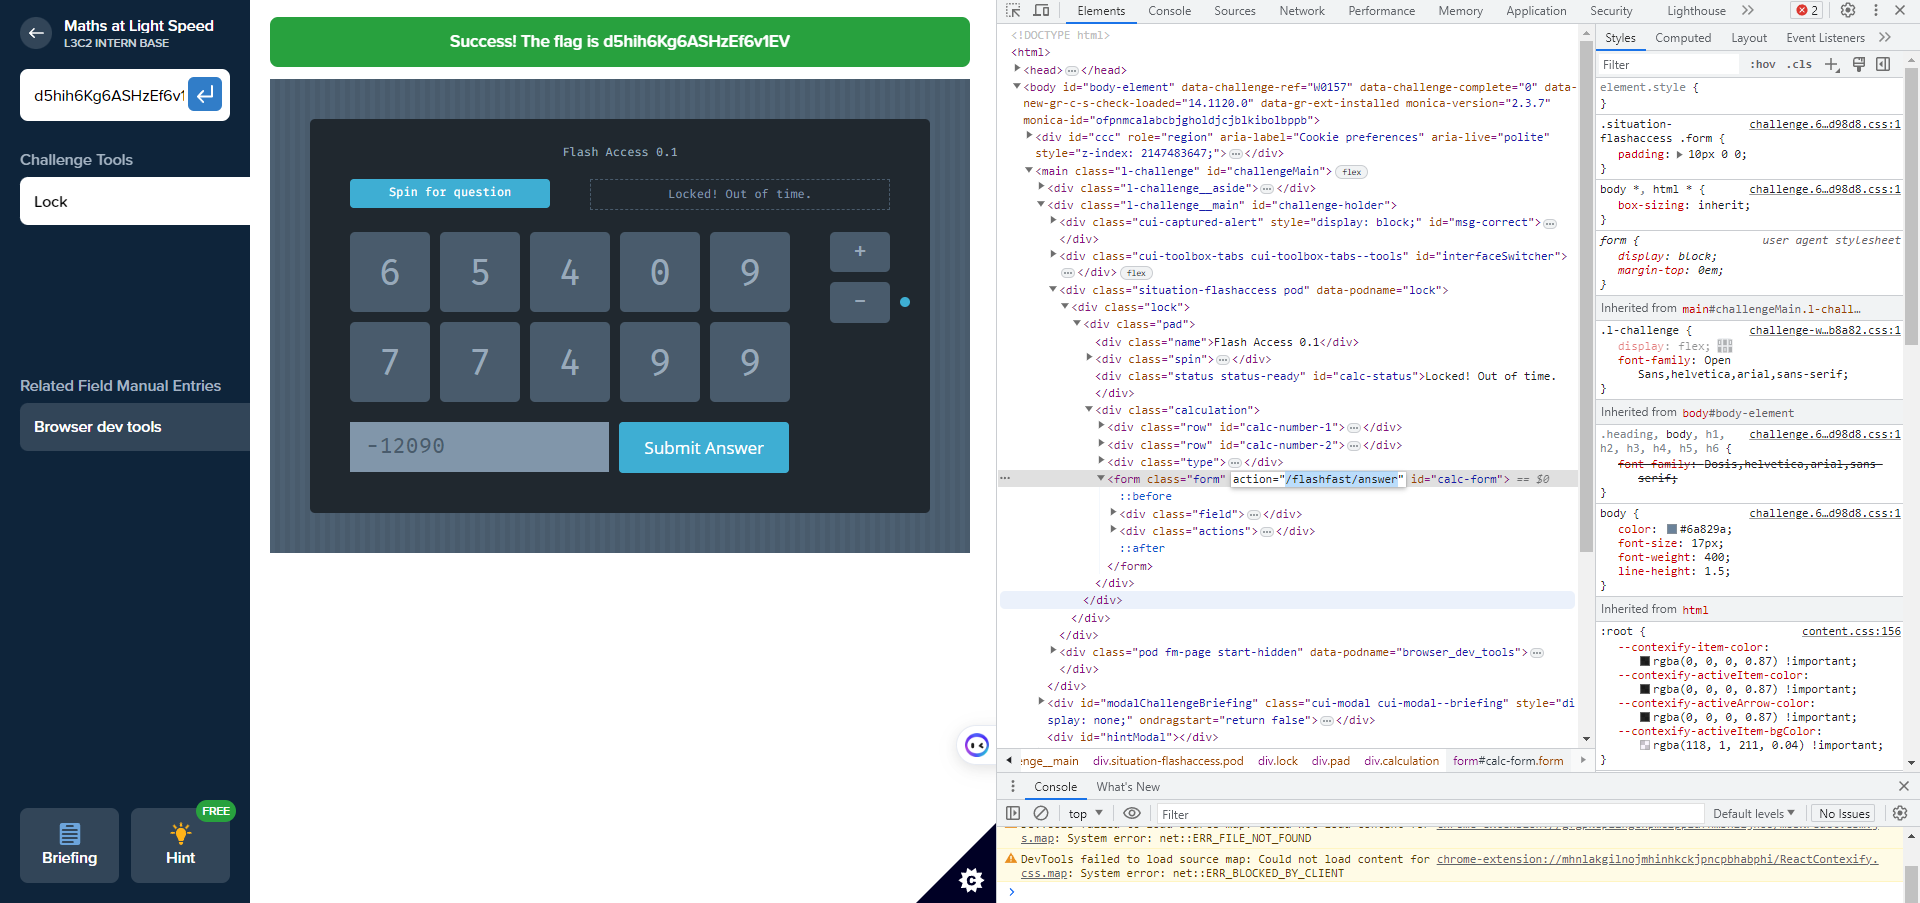 Maths at Light Speed
L3C2 INTERN BASE
d5hih6Kg6ASHzEf6v1
Challenge Tools
Lock
Related Field Manual Entries
Browser dev tools
FREE
Briefing
Hint
Success! The flag is d5hih6Kg6ASHzEf6v1EV
Flash Access 0.1
Spin for question
Locked! Out of time.
6 5 4 0 9 +
−
7 7 4 9 9
-12090
Submit Answer
Elements Console Sources Network Performance Memory Application Security Lighthouse 2
<!DOCTYPE html>
<html>
<head>…</head>
<body id="body-element" data-challenge-ref="W0157" data-challenge-complete="0" data-
new-gr-c-s-check-loaded="14.1120.0" data-gr-ext-installed monica-version="2.3.7"
monica-id="ofpnmcalabcbjgholdjcjblkibolbppb">
<div id="ccc" role="region" aria-label="Cookie preferences" aria-live="polite"
style="z-index: 2147483647;">…</div>
<main class="l-challenge" id="challengeMain"> flex
<div class="l-challenge__aside">…</div>
<div class="l-challenge__main" id="challenge-holder">
<div class="cui-captured-alert" style="display: block;" id="msg-correct">…
</div>
<div class="cui-toolbox-tabs cui-toolbox-tabs--tools" id="interfaceSwitcher">
…</div> flex
<div class="situation-flashaccess pod" data-podname="lock">
<div class="lock">
<div class="pad">
<div class="name">Flash Access 0.1</div>
<div class="spin">…</div>
<div class="status status-ready" id="calc-status">Locked! Out of time.
</div>
<div class="calculation">
<div class="row" id="calc-number-1">…</div>
<div class="row" id="calc-number-2">…</div>
<div class="type">…</div>
… <form class="form" action="/flashfast/answer" id="calc-form"> == $0
::before
<div class="field">…</div>
<div class="actions">…</div>
::after
</form>
</div>
</div>
</div>
</div>
<div class="pod fm-page start-hidden" data-podname="browser_dev_tools">…
</div>
</div>
<div id="modalChallengeBriefing" class="cui-modal cui-modal--briefing" style="di
splay: none;" ondragstart="return false">…</div>
<div id="hintModal"></div>
enge__main div.situation-flashaccess.pod div.lock div.pad div.calculation form#calc-form.form
Styles Computed Layout Event Listeners
Filter :hov .cls
element.style {
}
.situation- challenge.6…d98d8.css:1
flashaccess .form {
padding: 10px 0 0;
}
body *, html * { challenge.6…d98d8.css:1
box-sizing: inherit;
}
form { user agent stylesheet
display: block;
margin-top: 0em;
}
Inherited from main#challengeMain.l-chall…
.l-challenge { challenge-w…b8a82.css:1
display: flex;
font-family: Open
Sans,helvetica,arial,sans-serif;
}
Inherited from body#body-element
.heading, body, h1, challenge.6…d98d8.css:1
h2, h3, h4, h5, h6 {
font-family: Dosis,helvetica,arial,sans-
serif;
}
body { challenge.6…d98d8.css:1
color: #6a829a;
font-size: 17px;
font-weight: 400;
line-height: 1.5;
}
Inherited from html
:root { content.css:156
--contexify-item-color:
rgba(0, 0, 0, 0.87) !important;
--contexify-activeItem-color:
rgba(0, 0, 0, 0.87) !important;
--contexify-activeArrow-color:
rgba(0, 0, 0, 0.87) !important;
--contexify-activeItem-bgColor:
rgba(118, 1, 211, 0.04) !important;
}
Console What's New
top Filter Default levels No Issues
s.map: System error: net::ERR_FILE_NOT_FOUND
DevTools failed to load source map: Could not load content for chrome-extension://mhnlakgilnojmhinhkckjpncpbhabphi/ReactContexify.
css.map: System error: net::ERR_BLOCKED_BY_CLIENT